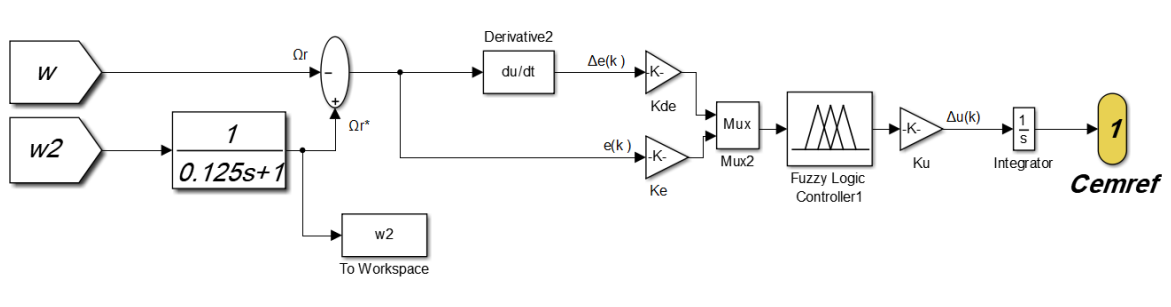 w
w2
1
0.125s+1
Ωr
−
+
Ωr*
w2
To Workspace
Derivative2
du/dt
Δe(k )
-K-
Kde
e(k )
-K-
Ke
Mux
Mux2
Fuzzy Logic
Controller1
-K-
Ku
Δu(k)
1
s
Integrator
1
Cemref